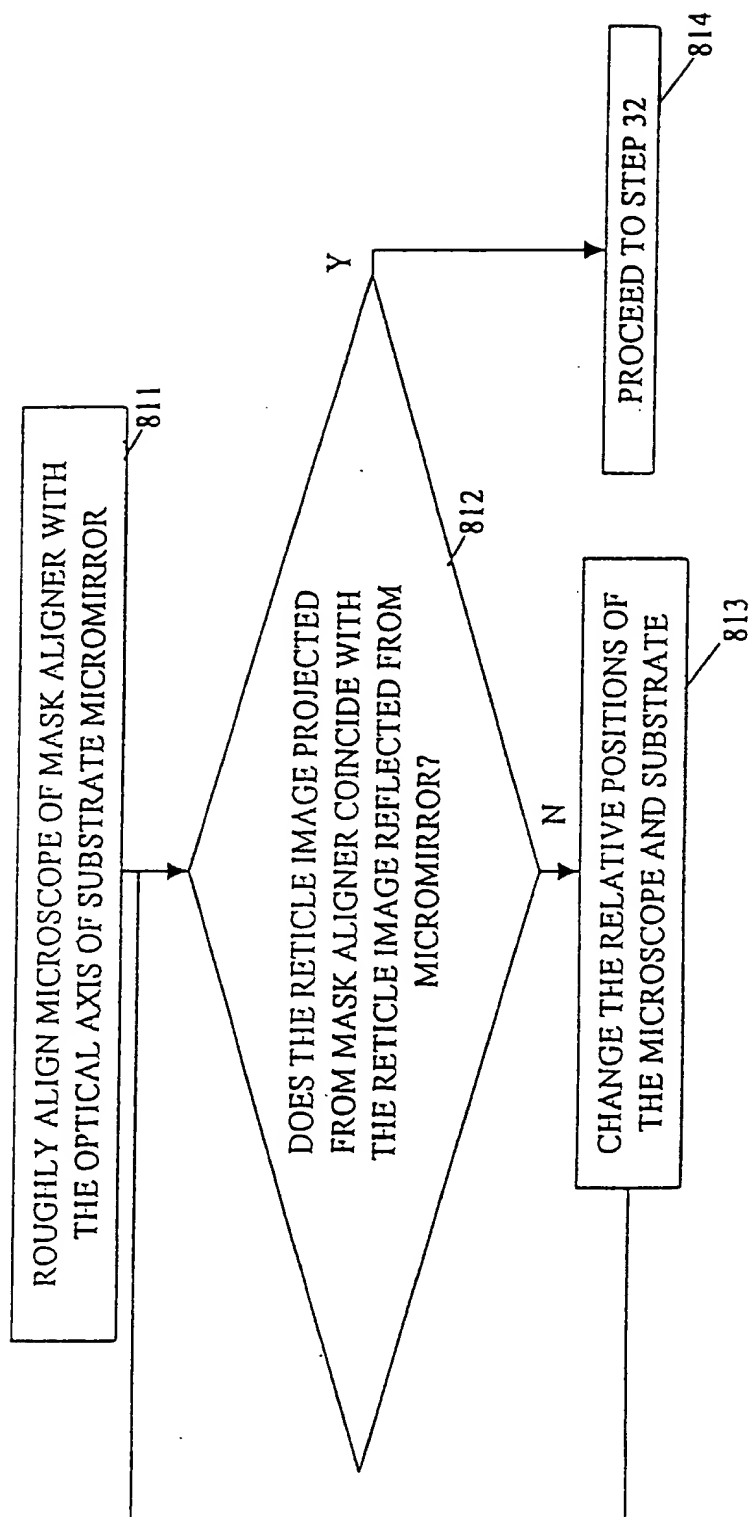 ROUGHLY ALIGN MICROSCOPE OF MASK ALIGNER WITH
THE OPTICAL AXIS OF SUBSTRATE MICROMIRROR
811
DOES THE RETICLE IMAGE PROJECTED
FROM MASK ALIGNER COINCIDE WITH
THE RETICLE IMAGE REFLECTED FROM
MICROMIRROR?
812
Y
N
CHANGE THE RELATIVE POSITIONS OF
THE MICROSCOPE AND SUBSTRATE
813
PROCEED TO STEP 32
814